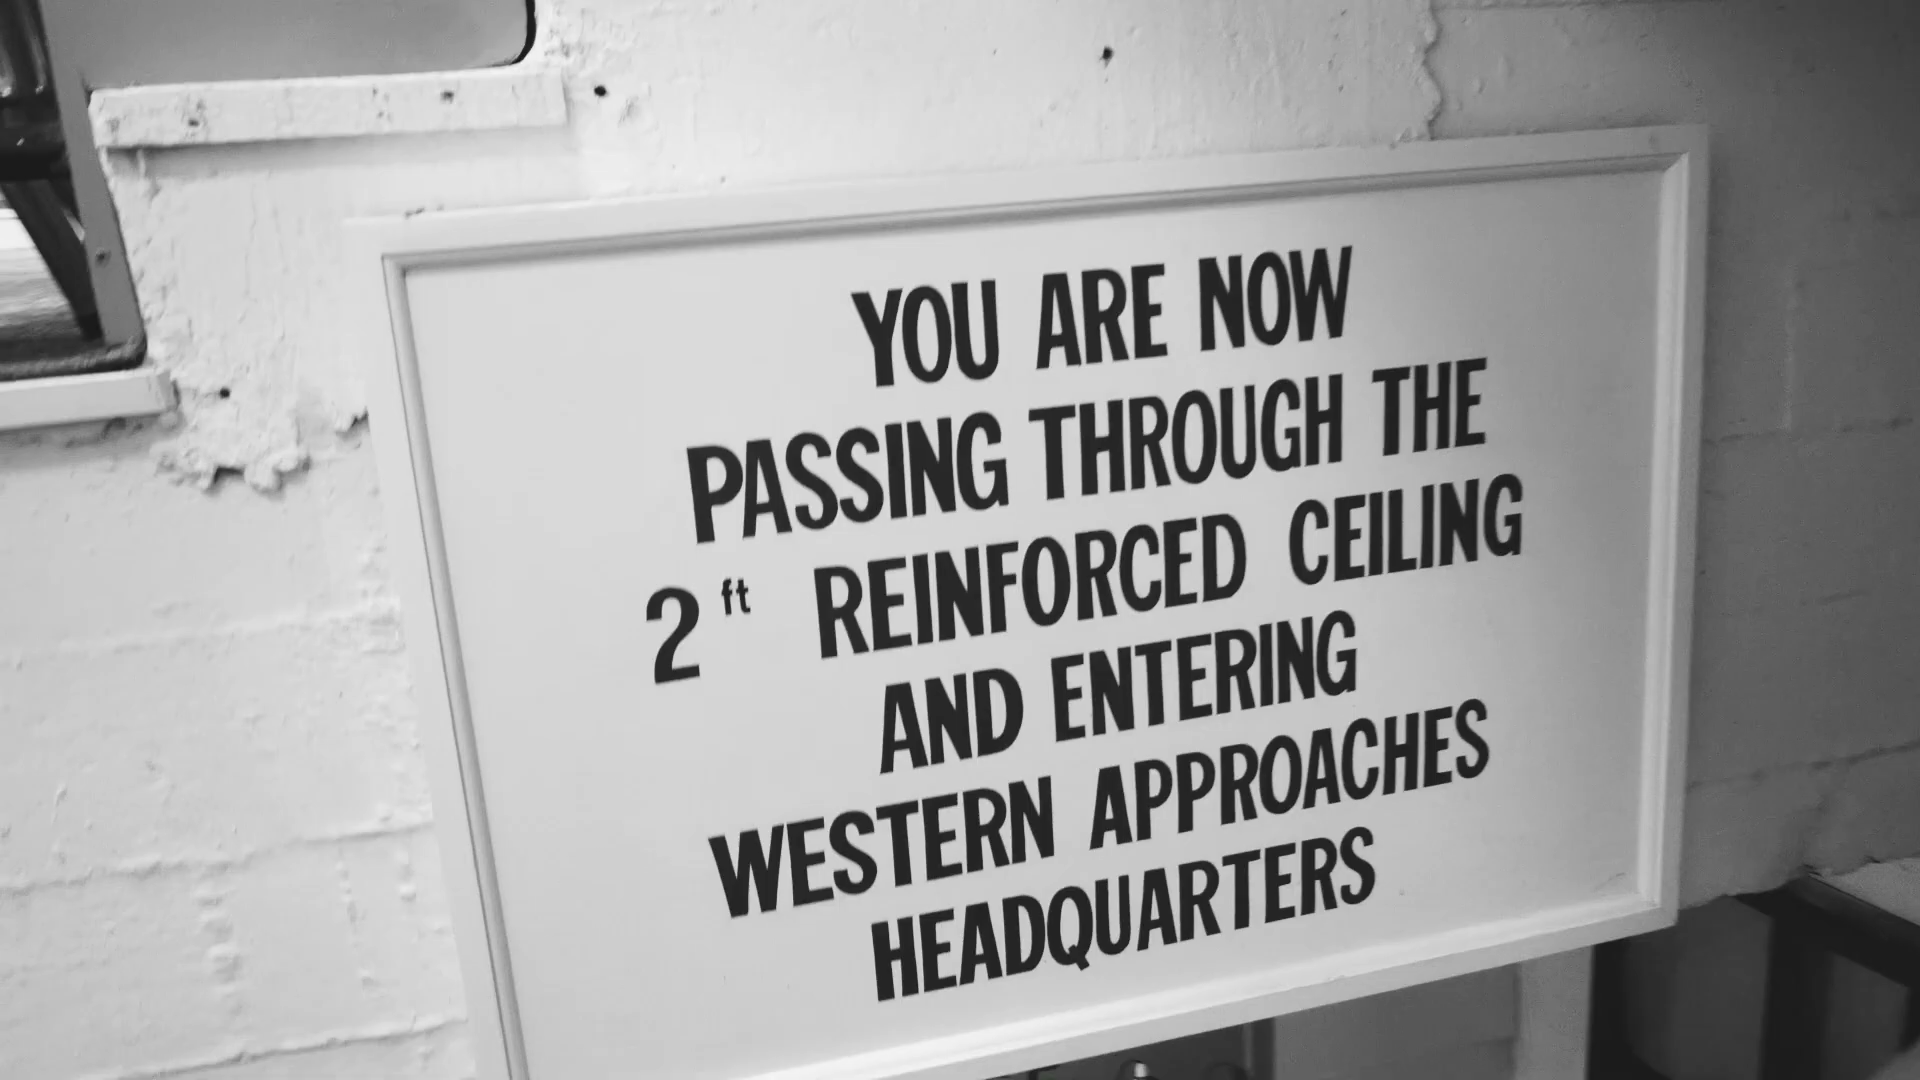 YOU ARE NOW
PASSING THROUGH THE
2 ft REINFORCED CEILING
AND ENTERING
WESTERN APPROACHES
HEADQUARTERS